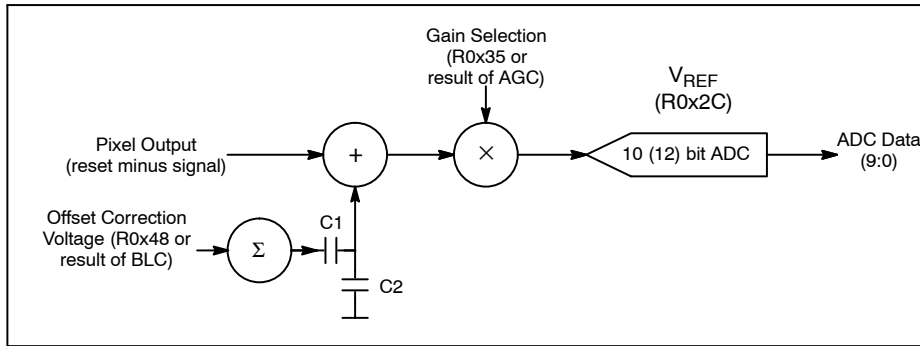 Gain Selection
(R0x35 or
result of AGC)
VREF
(R0x2C)
Pixel Output
(reset minus signal)
+
×
10 (12) bit ADC
ADC Data
(9:0)
Offset Correction
Voltage (R0x48 or
result of BLC)
Σ
C1
C2